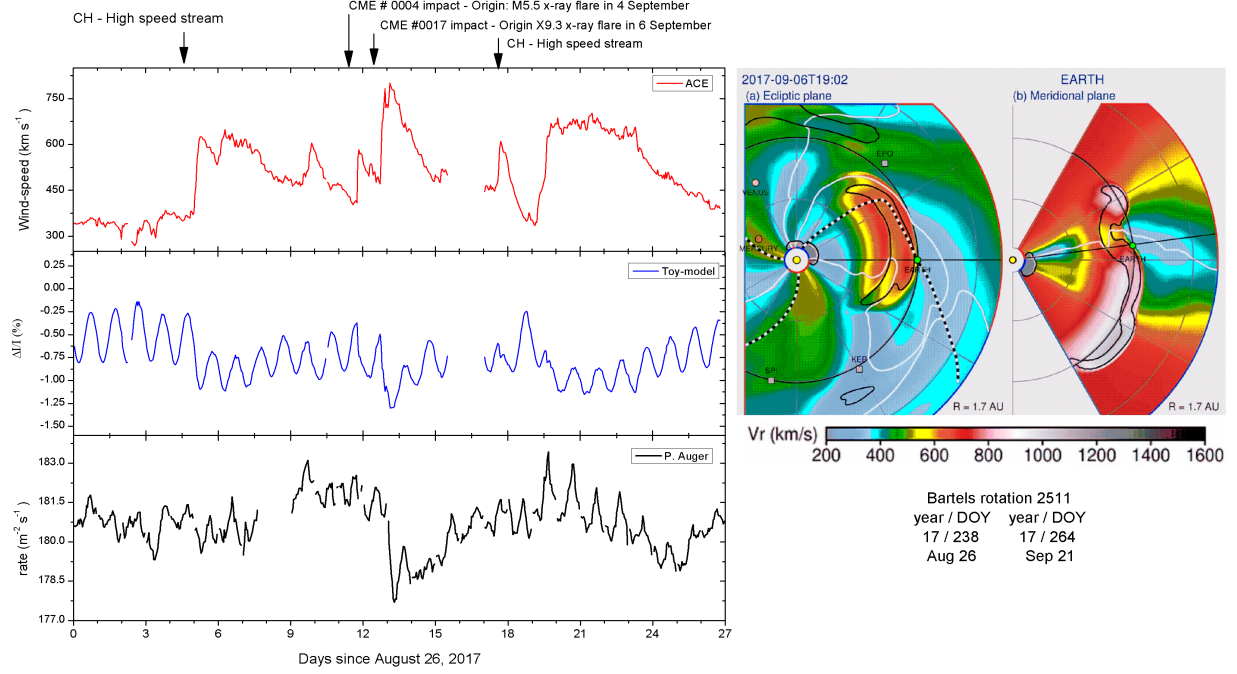 CME # 0004 impact - Origin: M5.5 x-ray flare in 4 September
CH - High speed stream
CME #0017 impact - Origin X9.3 x-ray flare in 6 September
CH - High speed stream
ACE
750
600
450
300
Wind-speed (km s⁻¹)
Toy-model
0.25
0.00
-0.25
-0.50
-0.75
-1.00
-1.25
-1.50
ΔI/I (%)
P. Auger
183.0
181.5
180.0
178.5
177.0
rate (m⁻² s⁻¹)
0 3 6 9 12 15 18 21 24 27
Days since August 26, 2017
2017-09-06T19:02
(a) Ecliptic plane
EARTH
(b) Meridional plane
EPO
VENUS
MERCURY
EARTH
KEP
SPI
R = 1.7 AU
EARTH
R = 1.7 AU
Vr (km/s)
200 400 600 800 1000 1200 1400 1600
Bartels rotation 2511
year / DOY year / DOY
17 / 238 17 / 264
Aug 26 Sep 21